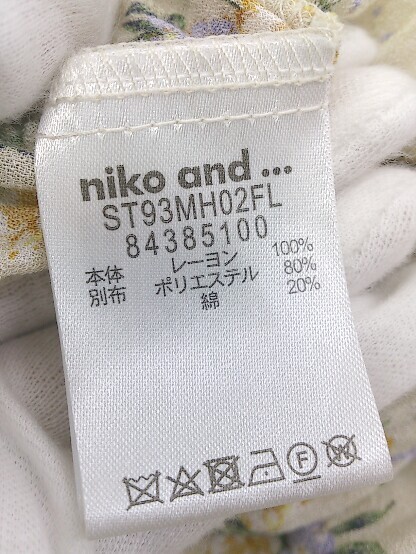 niko and ...
ST93MH02FL
84385100
本体 レーヨン 100%
別布 ポリエステル 80%
綿 20%